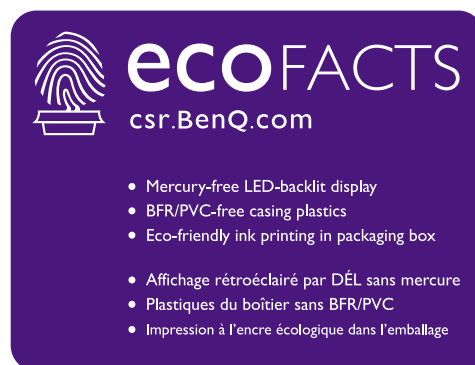 ecoFACTS
csr.BenQ.com
• Mercury-free LED-backlit display
• BFR/PVC-free casing plastics
• Eco-friendly ink printing in packaging box
• Affichage rétroéclairé par DÉL sans mercure
• Plastiques du boîtier sans BFR/PVC
• Impression à l'encre écologique dans l'emballage